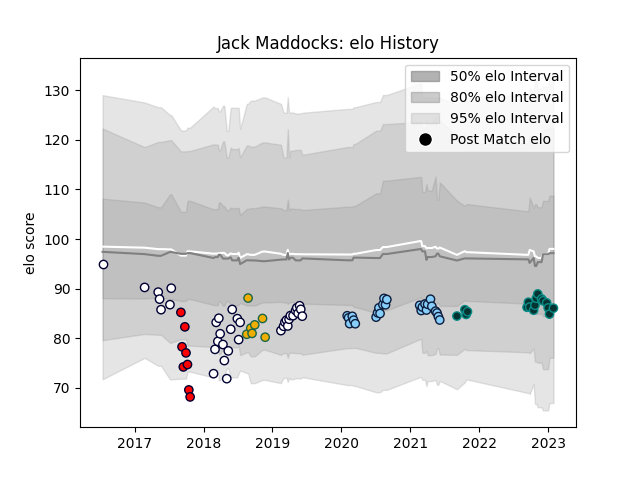 Jack Maddocks: elo History
50% elo Interval
80% elo Interval
95% elo Interval
Post Match elo
elo score
130
120
110
100
90
80
70
2017 2018 2019 2020 2021 2022 2023